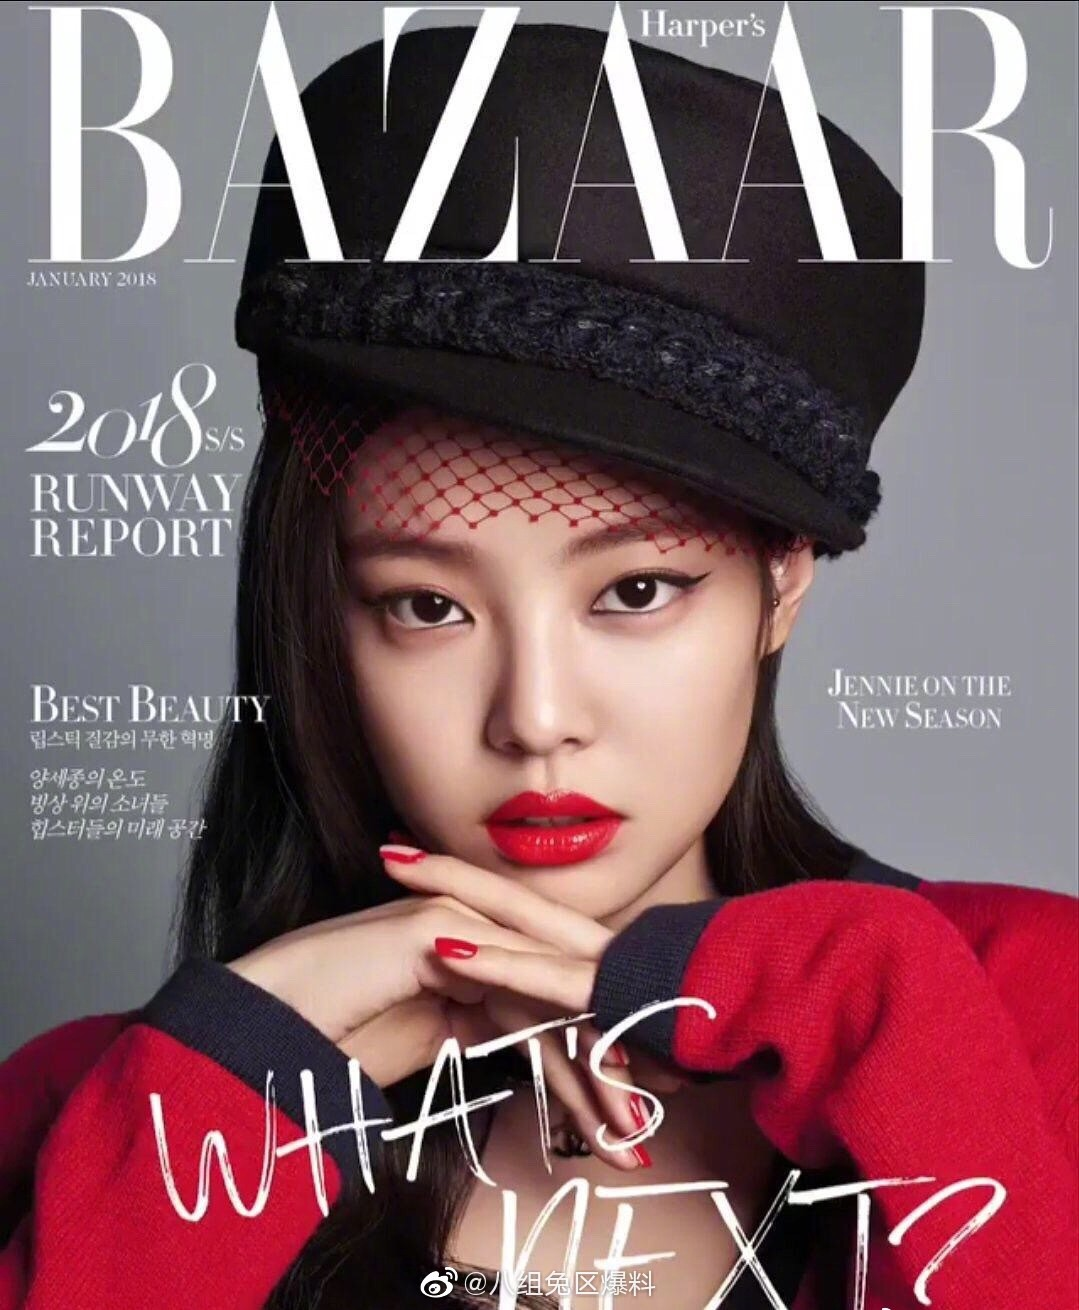 Harper's
BAZAAR
JANUARY 2018
2018 S/S
RUNWAY
REPORT
BEST BEAUTY
립스틱 질감의 무한 혁명
양세종의 온도
빙상 위의 소녀들
힙스터들의 미래 공간
JENNIE ON THE
NEW SEASON
WHAT'S
NEXT?
@八组兔区爆料